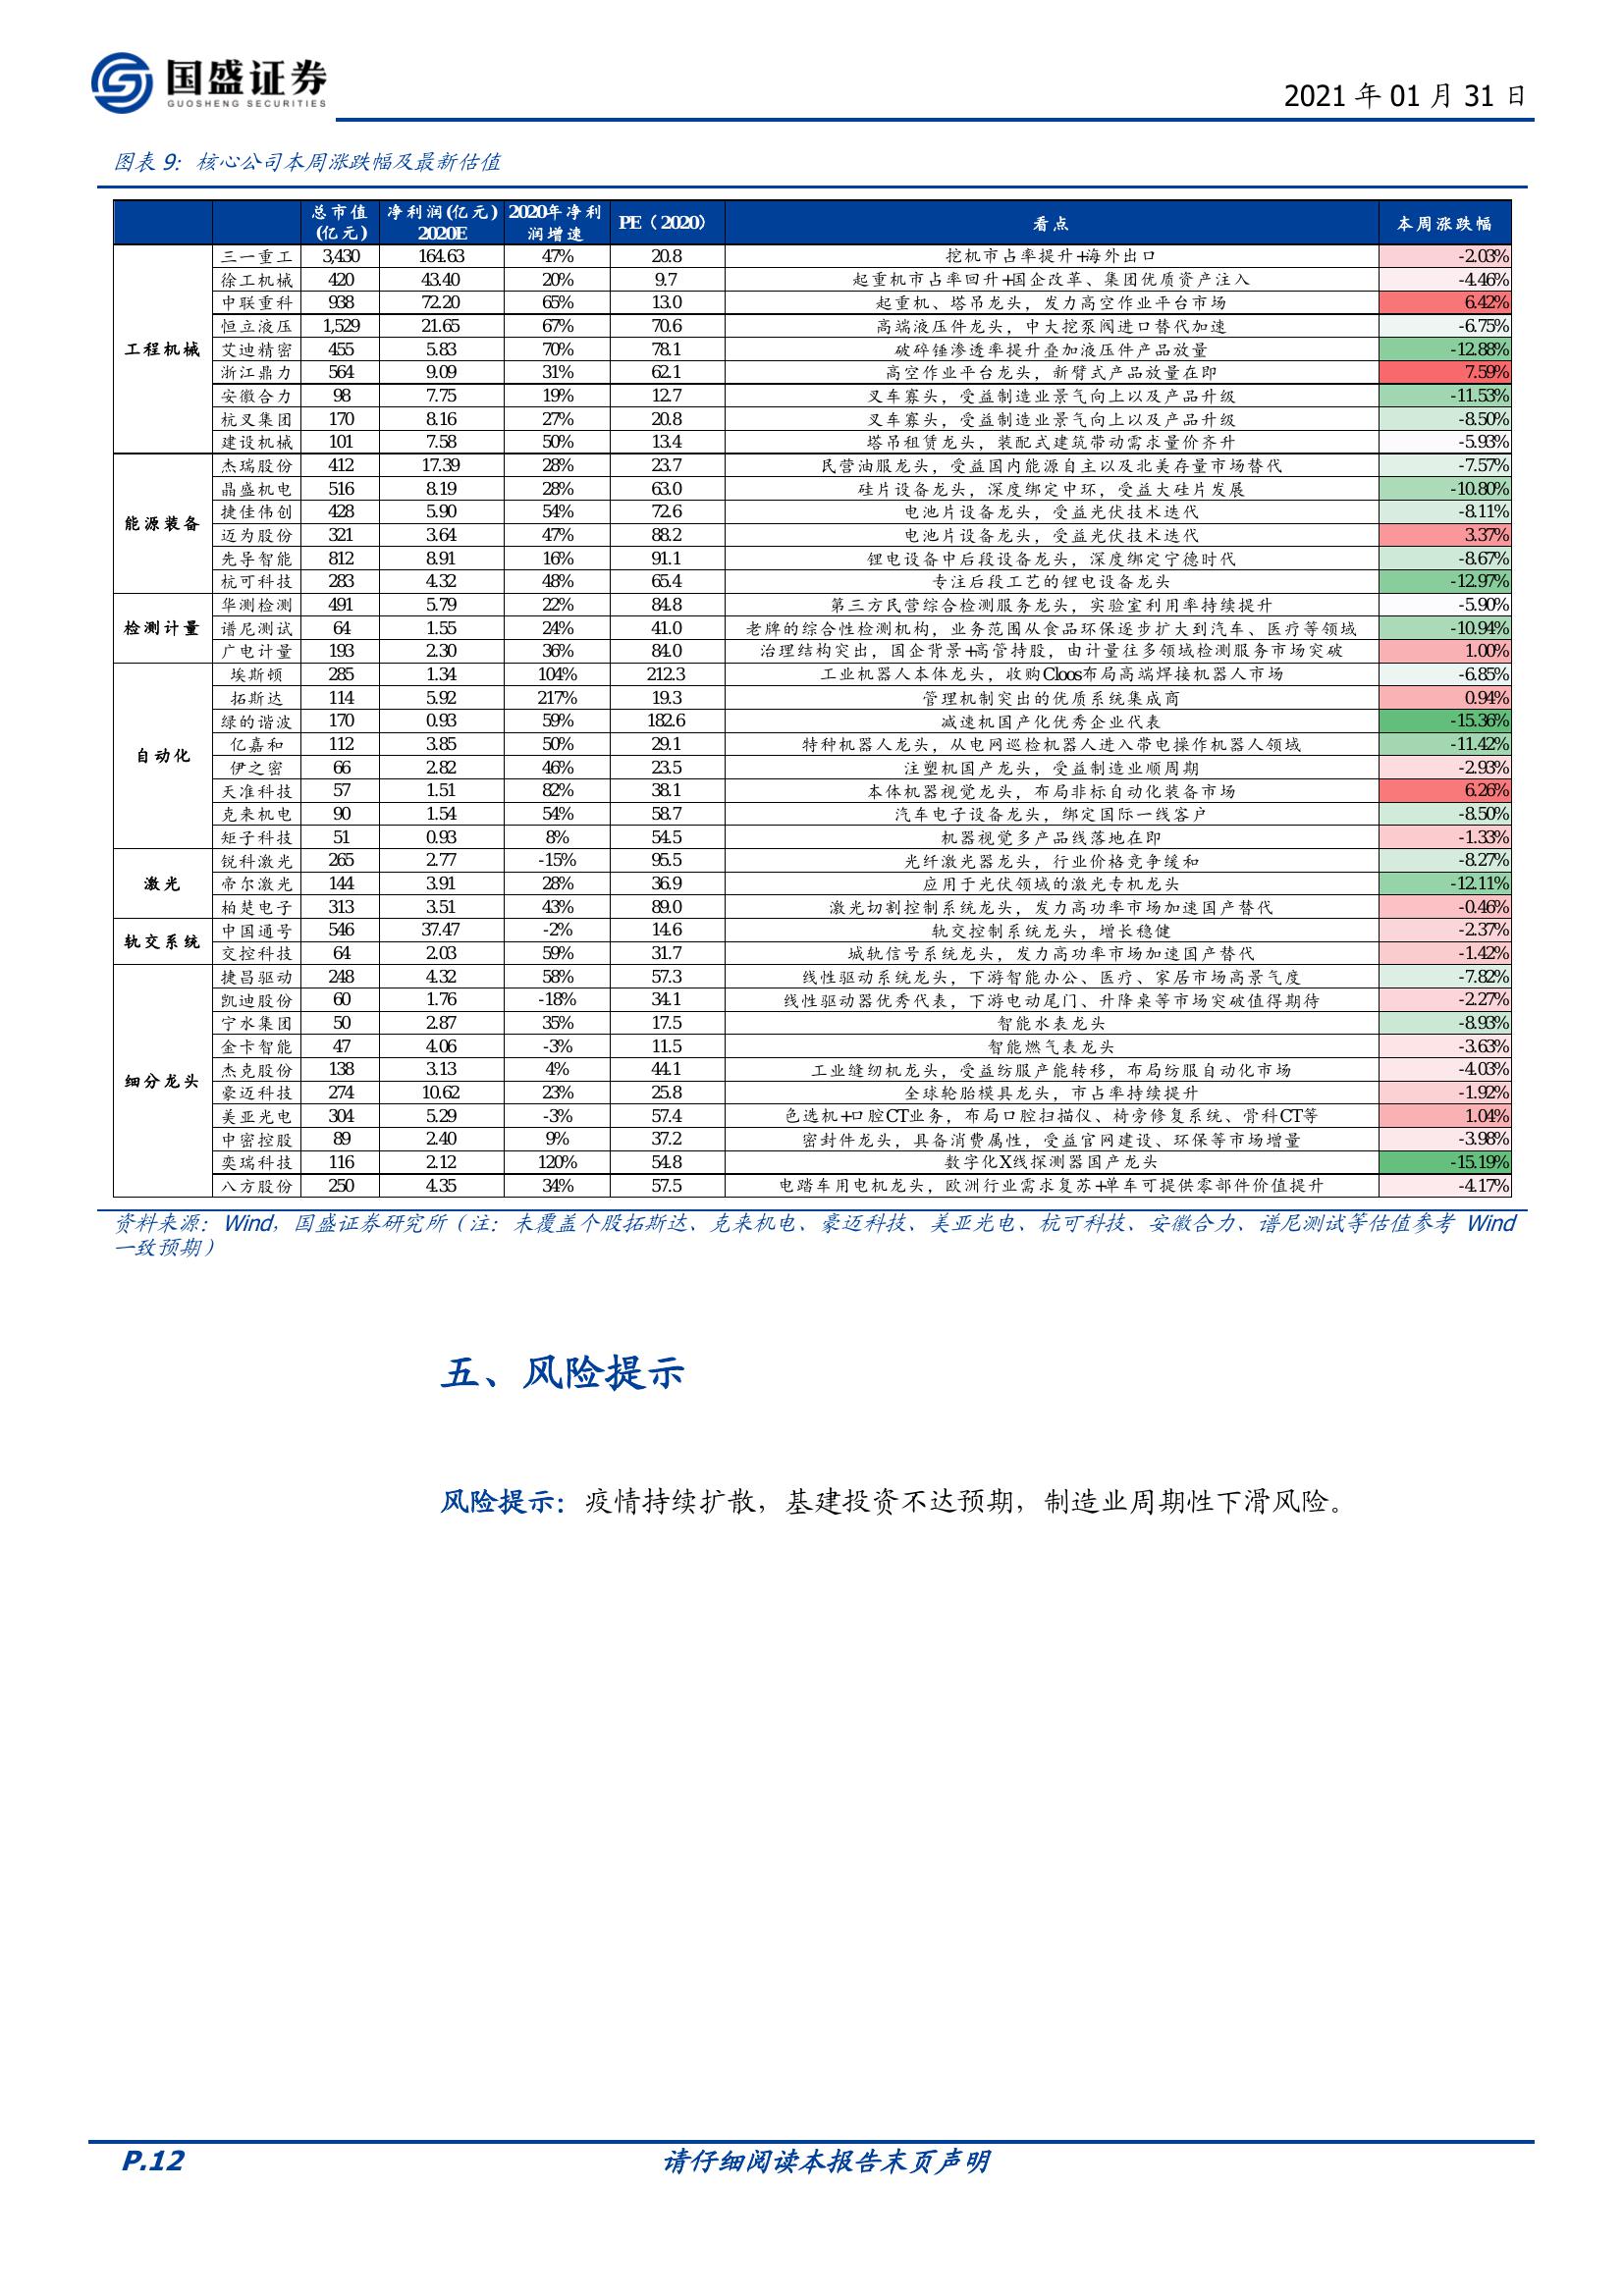 国盛证券
GUOSHENG SECURITIES
2021 年 01 月 31 日
图表 9：核心公司本周涨跌幅及最新估值
总市值(亿元) 净利润(亿元)2020E 2020年净利润增速 PE（2020） 看点 本周涨跌幅
工程机械
三一重工 3,430 164.63 47% 20.8 挖机市占率提升+海外出口 -2.03%
徐工机械 420 43.40 20% 9.7 起重机市占率回升+国企改革、集团优质资产注入 -4.46%
中联重科 938 72.20 65% 13.0 起重机、塔吊龙头，发力高空作业平台市场 6.42%
恒立液压 1,529 21.65 67% 70.6 高端液压件龙头，中大挖泵阀进口替代加速 -6.75%
艾迪精密 455 5.83 70% 78.1 破碎锤渗透率提升叠加液压件产品放量 -12.88%
浙江鼎力 564 9.09 31% 62.1 高空作业平台龙头，新臂式产品放量在即 7.59%
安徽合力 98 7.75 19% 12.7 叉车寡头，受益制造业景气向上以及产品升级 -11.53%
杭叉集团 170 8.16 27% 20.8 叉车寡头，受益制造业景气向上以及产品升级 -8.50%
建设机械 101 7.58 50% 13.4 塔吊租赁龙头，装配式建筑带动需求量价齐升 -5.93%
能源装备
杰瑞股份 412 17.39 28% 23.7 民营油服龙头，受益国内能源自主以及北美存量市场替代 -7.57%
晶盛机电 516 8.19 28% 63.0 硅片设备龙头，深度绑定中环，受益大硅片发展 -10.80%
捷佳伟创 428 5.90 54% 72.6 电池片设备龙头，受益光伏技术迭代 -8.11%
迈为股份 321 3.64 47% 88.2 电池片设备龙头，受益光伏技术迭代 3.37%
先导智能 812 8.91 16% 91.1 锂电设备中后段设备龙头，深度绑定宁德时代 -8.67%
杭可科技 283 4.32 48% 65.4 专注后段工艺的锂电设备龙头 -12.97%
检测计量
华测检测 491 5.79 22% 84.8 第三方民营综合检测服务龙头，实验室利用率持续提升 -5.90%
谱尼测试 64 1.55 24% 41.0 老牌的综合性检测机构，业务范围从食品环保逐步扩大到汽车、医疗等领域 -10.94%
广电计量 193 2.30 36% 84.0 治理结构突出，国企背景+高管持股，由计量往多领域检测服务市场突破 1.00%
自动化
埃斯顿 285 1.34 104% 212.3 工业机器人本体龙头，收购Cloos布局高端焊接机器人市场 -6.85%
拓斯达 114 5.92 217% 19.3 管理机制突出的优质系统集成商 0.94%
绿的谐波 170 0.93 59% 182.6 减速机国产化优秀企业代表 -15.36%
亿嘉和 112 3.85 50% 29.1 特种机器人龙头，从电网巡检机器人进入带电操作机器人领域 -11.42%
伊之密 66 2.82 46% 23.5 注塑机国产龙头，受益制造业顺周期 -2.93%
天准科技 57 1.51 82% 38.1 本体机器视觉龙头，布局非标自动化装备市场 6.26%
克来机电 90 1.54 54% 58.7 汽车电子设备龙头，绑定国际一线客户 -8.50%
矩子科技 51 0.93 8% 54.5 机器视觉多产品线落地在即 -1.33%
激光
锐科激光 265 2.77 -15% 95.5 光纤激光器龙头，行业价格竞争缓和 -8.27%
帝尔激光 144 3.91 28% 36.9 应用于光伏领域的激光专机龙头 -12.11%
柏楚电子 313 3.51 43% 89.0 激光切割控制系统龙头，发力高功率市场加速国产替代 -0.46%
轨交系统
中国通号 546 37.47 -2% 14.6 轨交控制系统龙头，增长稳健 -2.37%
交控科技 64 2.03 59% 31.7 城轨信号系统龙头，发力高功率市场加速国产替代 -1.42%
细分龙头
捷昌驱动 248 4.32 58% 57.3 线性驱动系统龙头，下游智能办公、医疗、家居市场高景气度 -7.82%
凯迪股份 60 1.76 -18% 34.1 线性驱动器优秀代表，下游电动尾门、升降桌等市场突破值得期待 -2.27%
宁水集团 50 2.87 35% 17.5 智能水表龙头 -8.93%
金卡智能 47 4.06 -3% 11.5 智能燃气表龙头 -3.63%
杰克股份 138 3.13 4% 44.1 工业缝纫机龙头，受益纺服产能转移，布局纺服自动化市场 -4.03%
豪迈科技 274 10.62 23% 25.8 全球轮胎模具龙头，市占率持续提升 -1.92%
美亚光电 304 5.29 -3% 57.4 色选机+口腔CT业务，布局口腔扫描仪、椅旁修复系统、骨科CT等 1.04%
中密控股 89 2.40 9% 37.2 密封件龙头，具备消费属性，受益官网建设、环保等市场增量 -3.98%
奕瑞科技 116 2.12 120% 54.8 数字化X线探测器国产龙头 -15.19%
八方股份 250 4.35 34% 57.5 电踏车用电机龙头，欧洲行业需求复苏+单车可提供零部件价值提升 -4.17%
资料来源：Wind，国盛证券研究所（注：未覆盖个股拓斯达、克来机电、豪迈科技、美亚光电、杭可科技、安徽合力、谱尼测试等估值参考 Wind
一致预期）
五、风险提示
风险提示：疫情持续扩散，基建投资不达预期，制造业周期性下滑风险。
P.12
请仔细阅读本报告末页声明